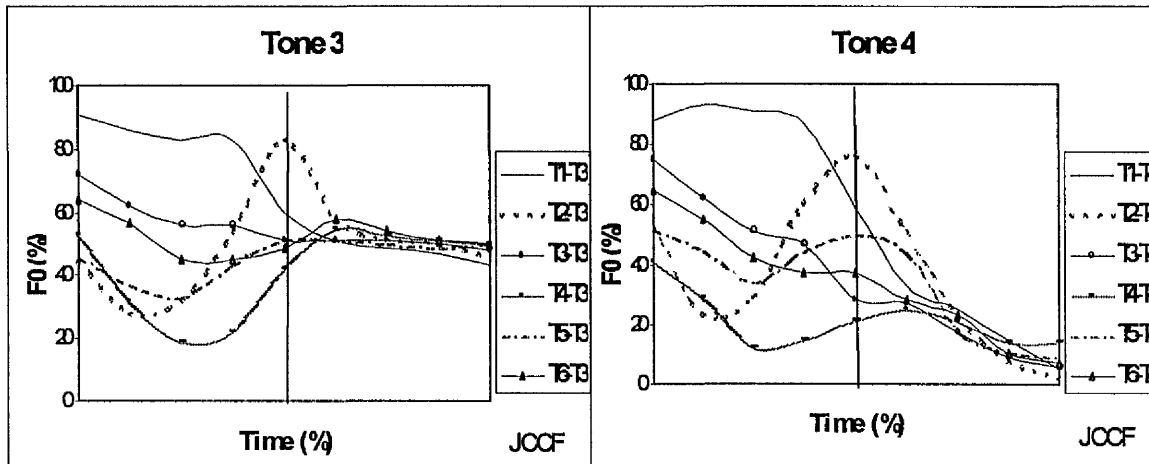 Tone 3
F0 (%)
100
80
60
40
20
0
Time (%)
T1-T3
T2-T3
T3-T3
T4-T3
T5-T3
T6-T3
JCCF
Tone 4
F0 (%)
100
80
60
40
20
0
Time (%)
JCCF